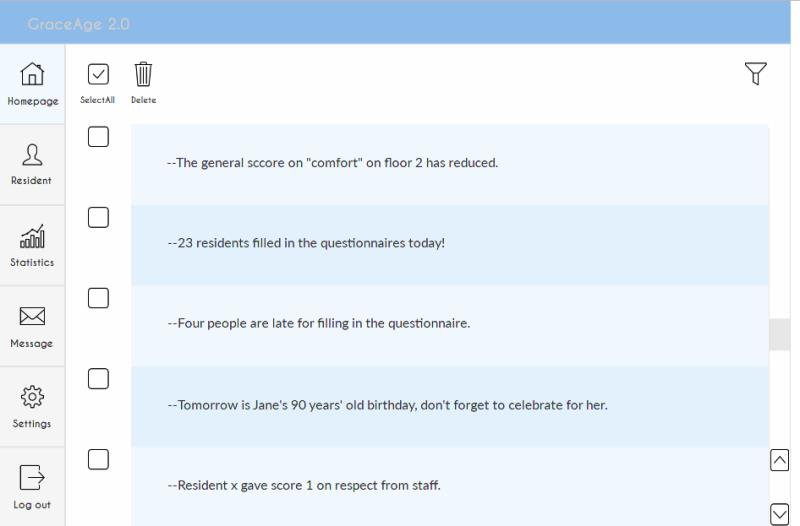 GraceAge 2.0
Homepage
SelectAll
Delete
Resident
Statistics
Message
Settings
Log out
--The general sccore on "comfort" on floor 2 has reduced.
--23 residents filled in the questionnaires today!
--Four people are late for filling in the questionnaire.
--Tomorrow is Jane's 90 years' old birthday, don't forget to celebrate for her.
--Resident x gave score 1 on respect from staff.